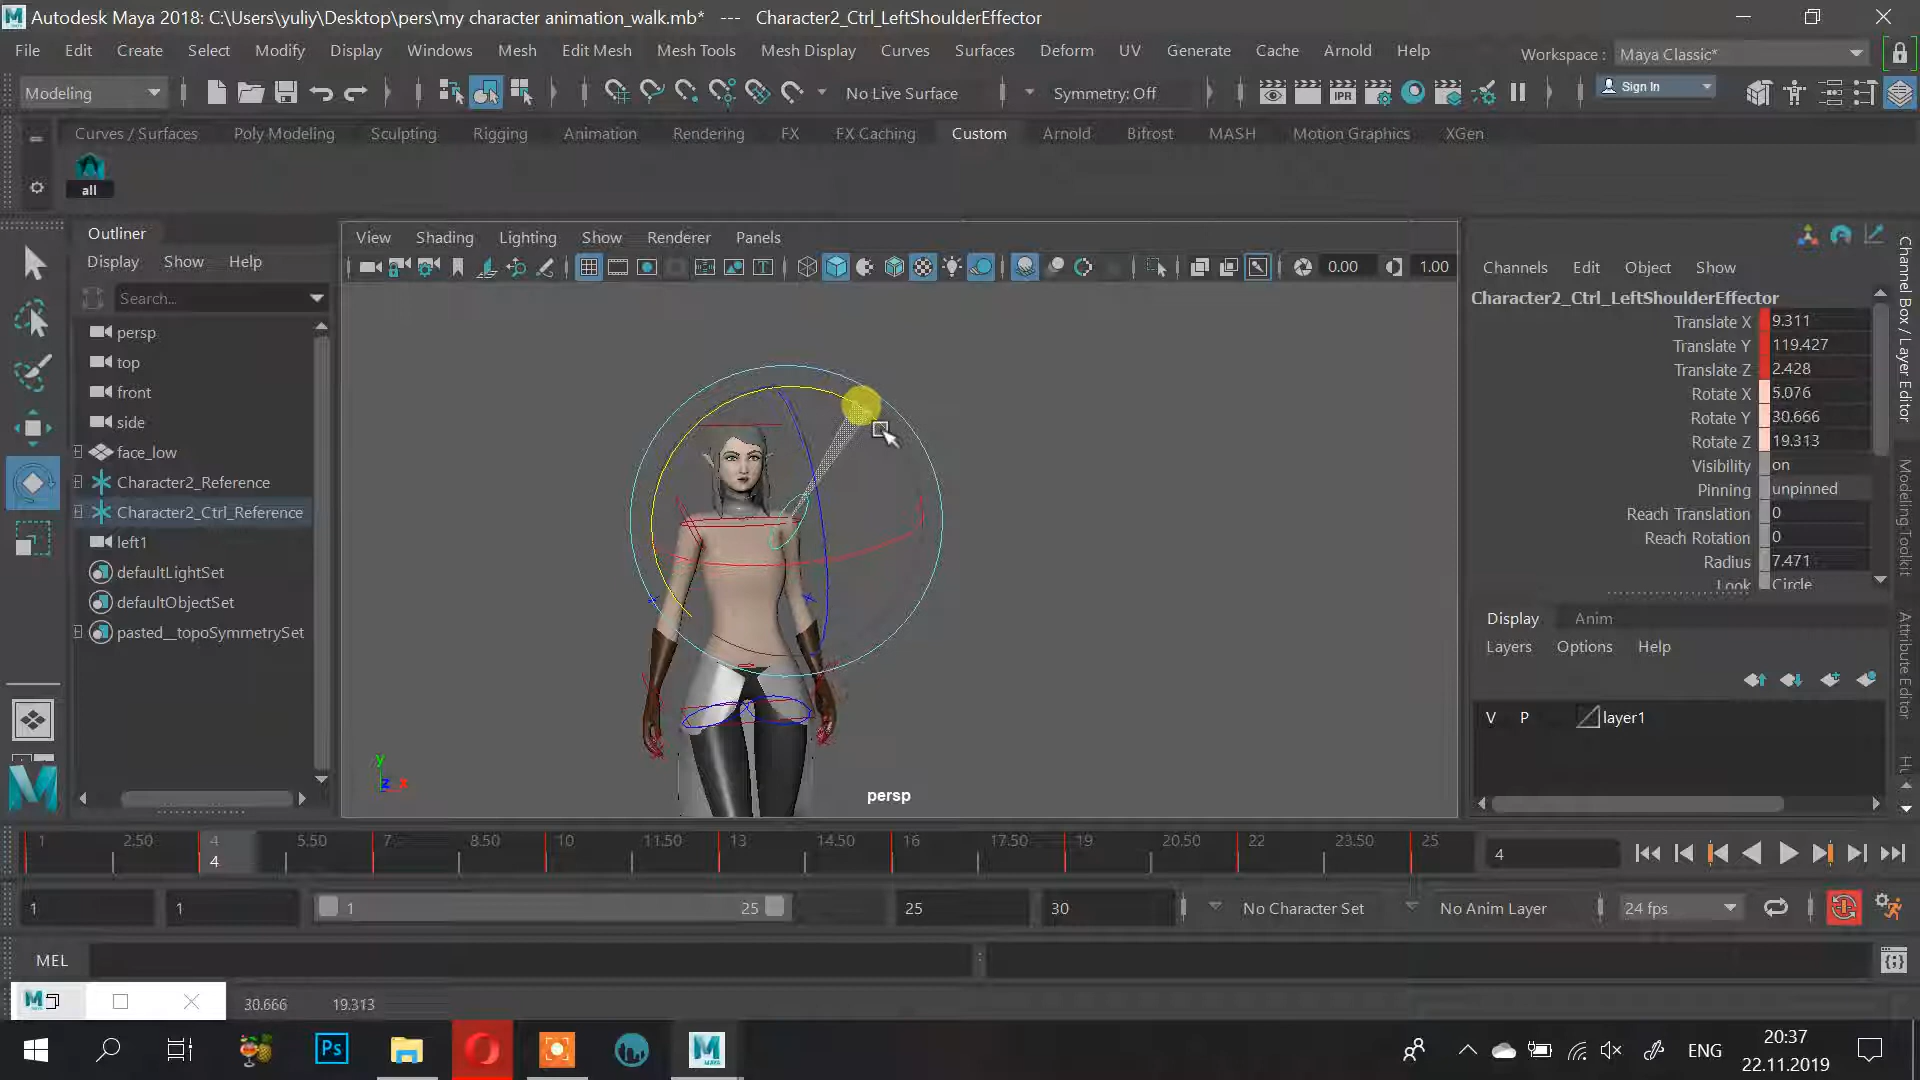 Autodesk Maya 2018: C:\Users\yuliy\Desktop\pers\my character animation_walk.mb*   ---   Character2_Ctrl_LeftShoulderEffector
File Edit Create Select Modify Display Windows Mesh Edit Mesh Mesh Tools Mesh Display Curves Surfaces Deform UV Generate Cache Arnold Help
Workspace : Maya Classic*
Modeling
No Live Surface
Symmetry: Off
IPR
Sign In
Curves / Surfaces Poly Modeling Sculpting Rigging Animation Rendering FX FX Caching Custom Arnold Bifrost MASH Motion Graphics XGen
all
Outliner
Display Show Help
Search...
persp
top
front
side
face_low
Character2_Reference
Character2_Ctrl_Reference
left1
defaultLightSet
defaultObjectSet
pasted__topoSymmetrySet
View Shading Lighting Show Renderer Panels
0.00
1.00
y
z x
persp
Channels Edit Object Show
Character2_Ctrl_LeftShoulderEffector
Translate X 9.311
Translate Y 119.427
Translate Z 2.428
Rotate X 5.076
Rotate Y 30.666
Rotate Z 19.313
Visibility on
Pinning unpinned
Reach Translation 0
Reach Rotation 0
Radius 7.471
Look Circle
Display Anim
Layers Options Help
V P layer1
Channel Box / Layer Editor
Modeling Toolkit
Attribute Editor
1 2.50 4 5.50 7 8.50 10 11.50 13 14.50 16 17.50 19 20.50 22 23.50 25
4
4
1 1 1 25 25 30
No Character Set
No Anim Layer
24 fps
MEL
M
30.666 19.313
Ps
M
MAYA
ENG
20:37
22.11.2019